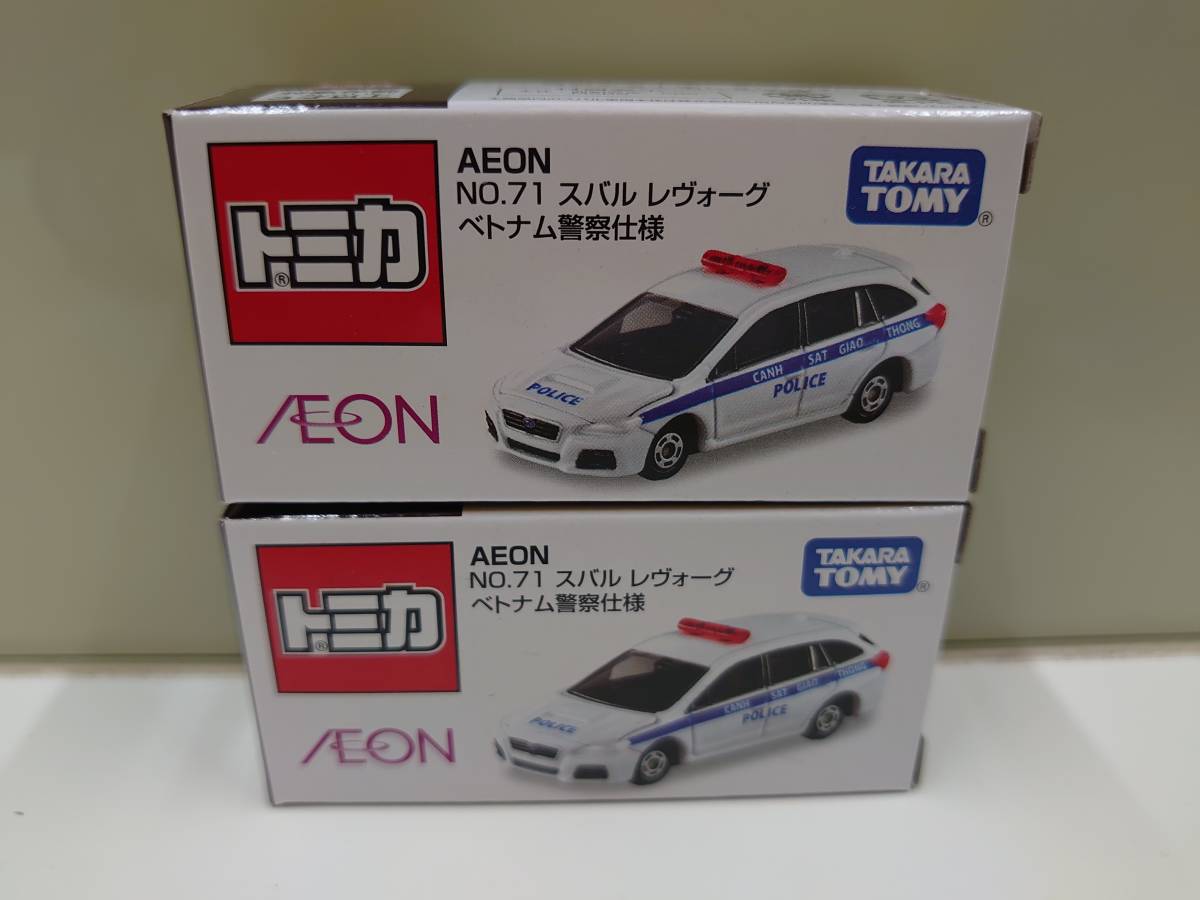 AEON
NO.71 スバル レヴォーグ
ベトナム警察仕様
TAKARA
TOMY
®
トミカ
®
AEON
POLICE
CANH SAT GIAO THONG
POLICE
AEON
NO.71 スバル レヴォーグ
ベトナム警察仕様
TAKARA
TOMY
®
トミカ
®
AEON
POLICE
CANH SAT GIAO THONG
POLICE